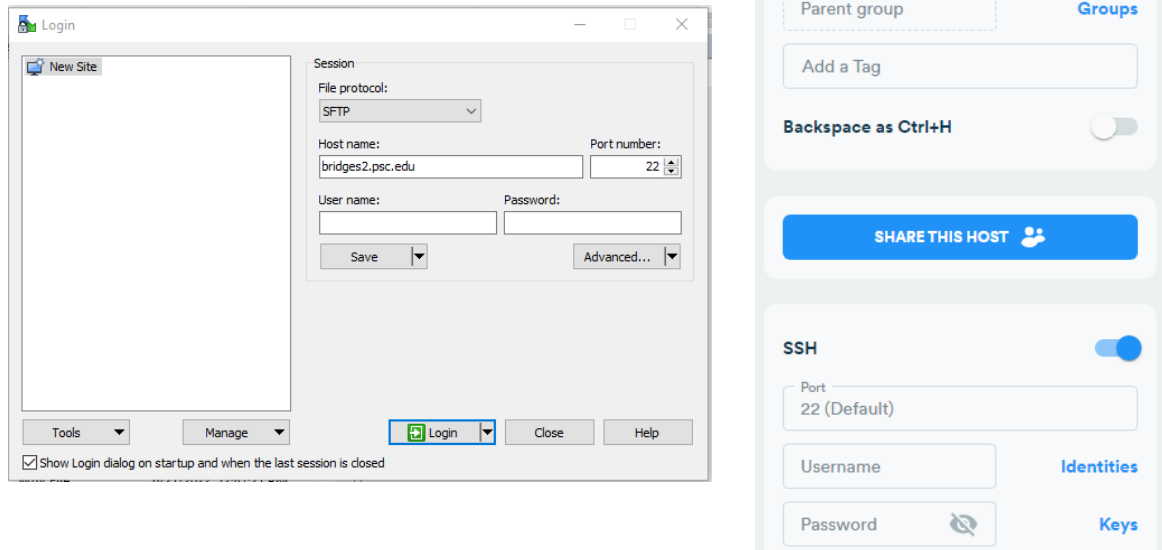 Login
New Site
Session
File protocol:
SFTP
Host name:
Port number:
bridges2.psc.edu
22
User name:
Password:
Save
Advanced...
Tools
Manage
Login
Close
Help
Show Login dialog on startup and when the last session is closed
Parent group
Groups
Add a Tag
Backspace as Ctrl+H
SHARE THIS HOST
SSH
Port
22 (Default)
Username
Identities
Password
Keys